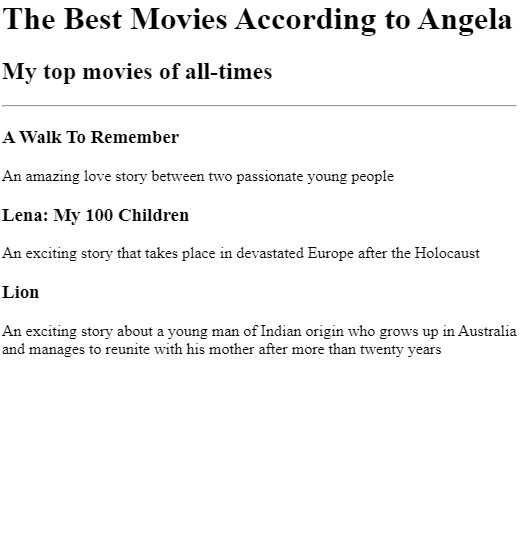 The Best Movies According to Angela
My top movies of all-times
A Walk To Remember
An amazing love story between two passionate young people
Lena: My 100 Children
An exciting story that takes place in devastated Europe after the Holocaust
Lion
An exciting story about a young man of Indian origin who grows up in Australia
and manages to reunite with his mother after more than twenty years